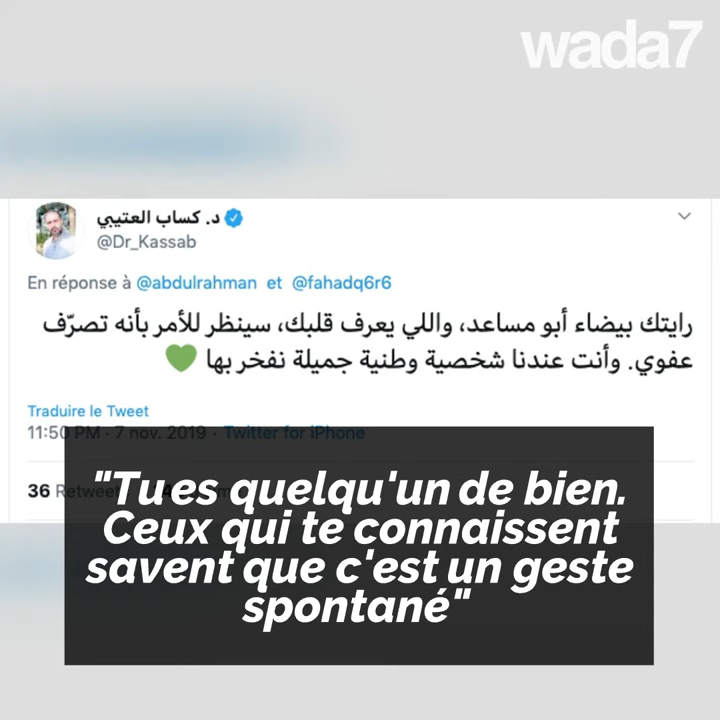 wada7
د. كساب العتيبي
@Dr_Kassab
En réponse à @abdulrahman et @fahadq6r6
رايتك بيضاء أبو مساعد، واللي يعرف قلبك، سينظر للأمر بأنه تصرّف
عفوي. وأنت عندنا شخصية وطنية جميلة نفخر بها 💚
Traduire le Tweet
11:50 PM · 7 nov. 2019 · Twitter for iPhone
36 Retweets
"Tu es quelqu'un de bien.
Ceux qui te connaissent
savent que c'est un geste
spontané"